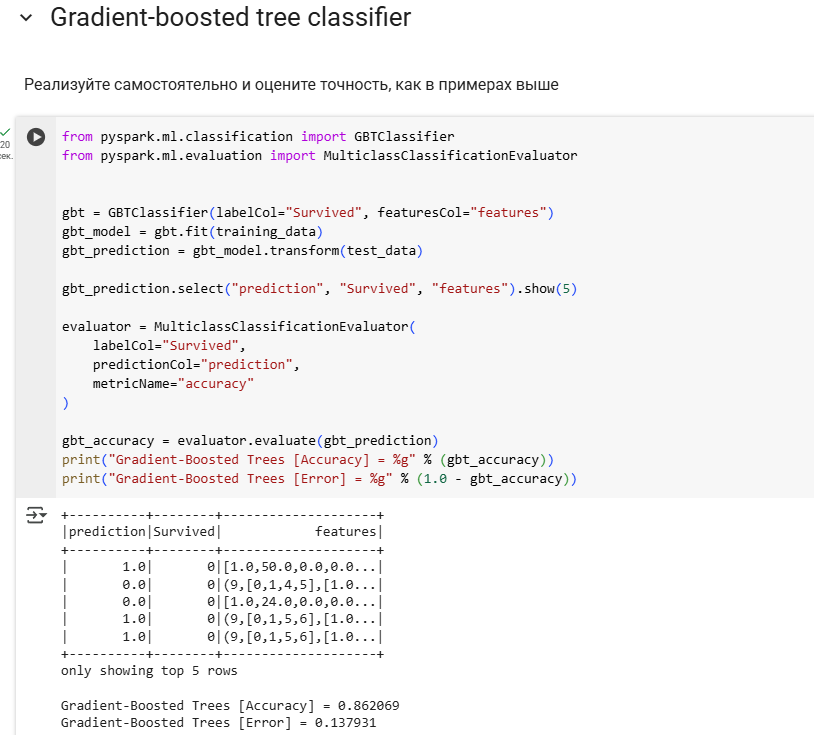 Gradient-boosted tree classifier
Реализуйте самостоятельно и оцените точность, как в примерах выше
20
сек.
from pyspark.ml.classification import GBTClassifier
from pyspark.ml.evaluation import MulticlassClassificationEvaluator
gbt = GBTClassifier(labelCol="Survived", featuresCol="features")
gbt_model = gbt.fit(training_data)
gbt_prediction = gbt_model.transform(test_data)
gbt_prediction.select("prediction", "Survived", "features").show(5)
evaluator = MulticlassClassificationEvaluator(
    labelCol="Survived",
    predictionCol="prediction",
    metricName="accuracy"
)
gbt_accuracy = evaluator.evaluate(gbt_prediction)
print("Gradient-Boosted Trees [Accuracy] = %g" % (gbt_accuracy))
print("Gradient-Boosted Trees [Error] = %g" % (1.0 - gbt_accuracy))
+----------+--------+--------------------+
|prediction|Survived|            features|
+----------+--------+--------------------+
|       1.0|       0|[1.0,50.0,0.0,0.0...|
|       0.0|       0|(9,[0,1,4,5],[1.0...|
|       0.0|       0|[1.0,24.0,0.0,0.0...|
|       1.0|       0|(9,[0,1,5,6],[1.0...|
|       1.0|       0|(9,[0,1,5,6],[1.0...|
+----------+--------+--------------------+
only showing top 5 rows
Gradient-Boosted Trees [Accuracy] = 0.862069
Gradient-Boosted Trees [Error] = 0.137931